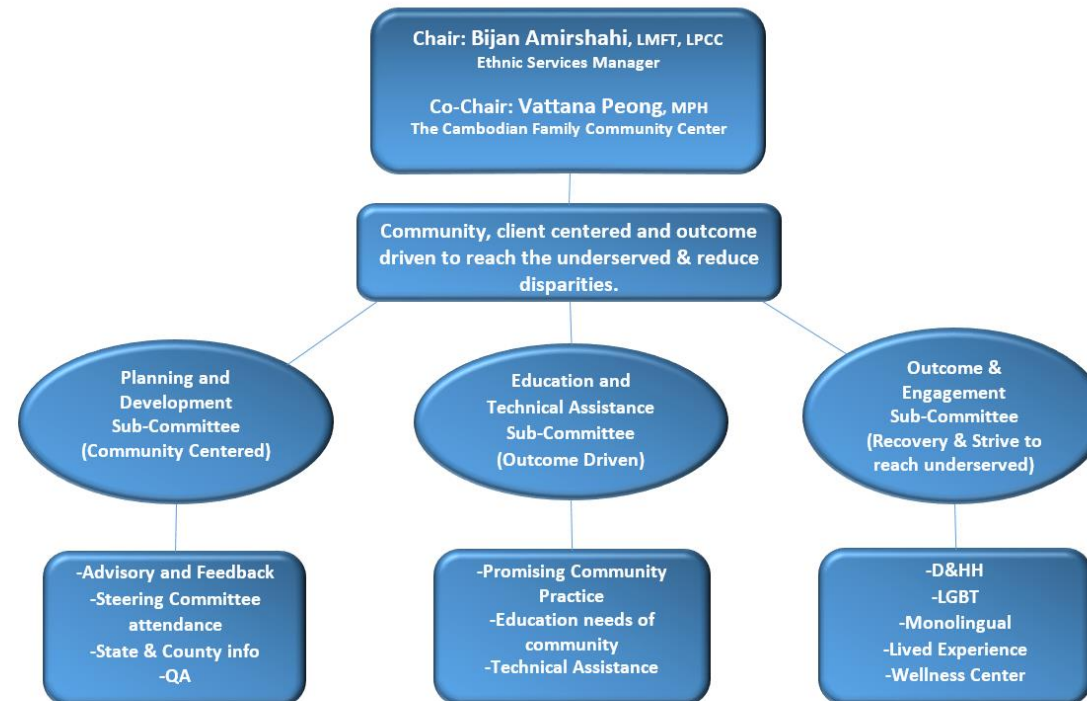 Chair: Bijan Amirshahi, LMFT, LPCC
Ethnic Services Manager
Co-Chair: Vattana Peong, MPH
The Cambodian Family Community Center
Community, client centered and outcome
driven to reach the underserved & reduce
disparities.
Planning and
Development
Sub-Committee
(Community Centered)
Education and
Technical Assistance
Sub-Committee
(Outcome Driven)
Outcome &
Engagement
Sub-Committee
(Recovery & Strive to
reach underserved)
-Advisory and Feedback
-Steering Committee
attendance
-State & County info
-QA
-Promising Community
Practice
-Education needs of
community
-Technical Assistance
-D&HH
-LGBT
-Monolingual
-Lived Experience
-Wellness Center